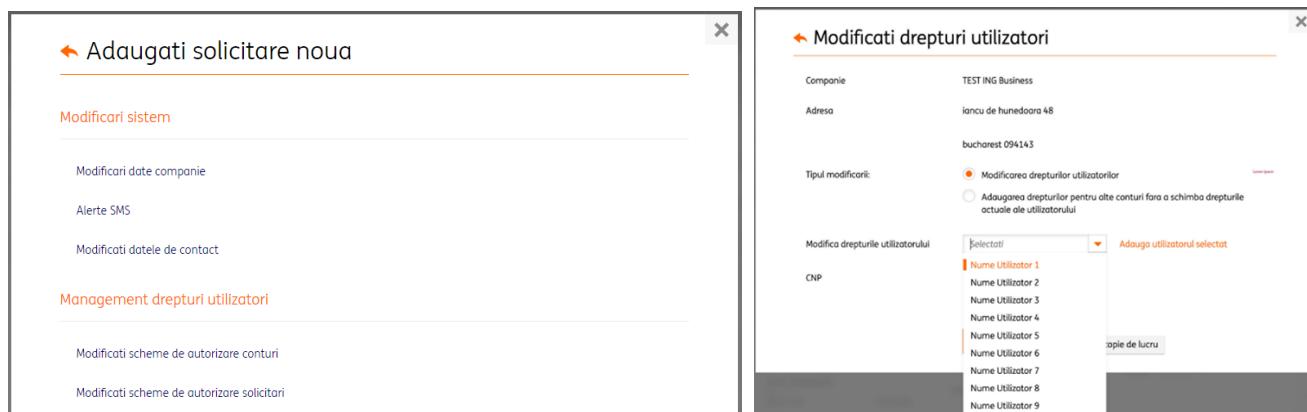 Adaugati solicitare noua
Modificari sistem
Modificari date companie
Alerte SMS
Modificati datele de contact
Management drepturi utilizatori
Modificati scheme de autorizare conturi
Modificati scheme de autorizare solicitari
Modificati drepturi utilizatori
Companie TEST ING Business
Adresa iancu de hunedoara 48
bucharest 094143
Tipul modificarii: Modificarea drepturilor utilizatorilor
Adaugarea drepturilor pentru alte conturi fara a schimba drepturile
actuale ale utilizatorului
Modifica drepturile utilizatorului Selectati Adauga utilizatorul selectat
Nume Utilizator 1
CNP
Nume Utilizator 2
Nume Utilizator 3
Nume Utilizator 4
Nume Utilizator 5
Nume Utilizator 6
opie de lucru
Nume Utilizator 7
Nume Utilizator 8
Nume Utilizator 9